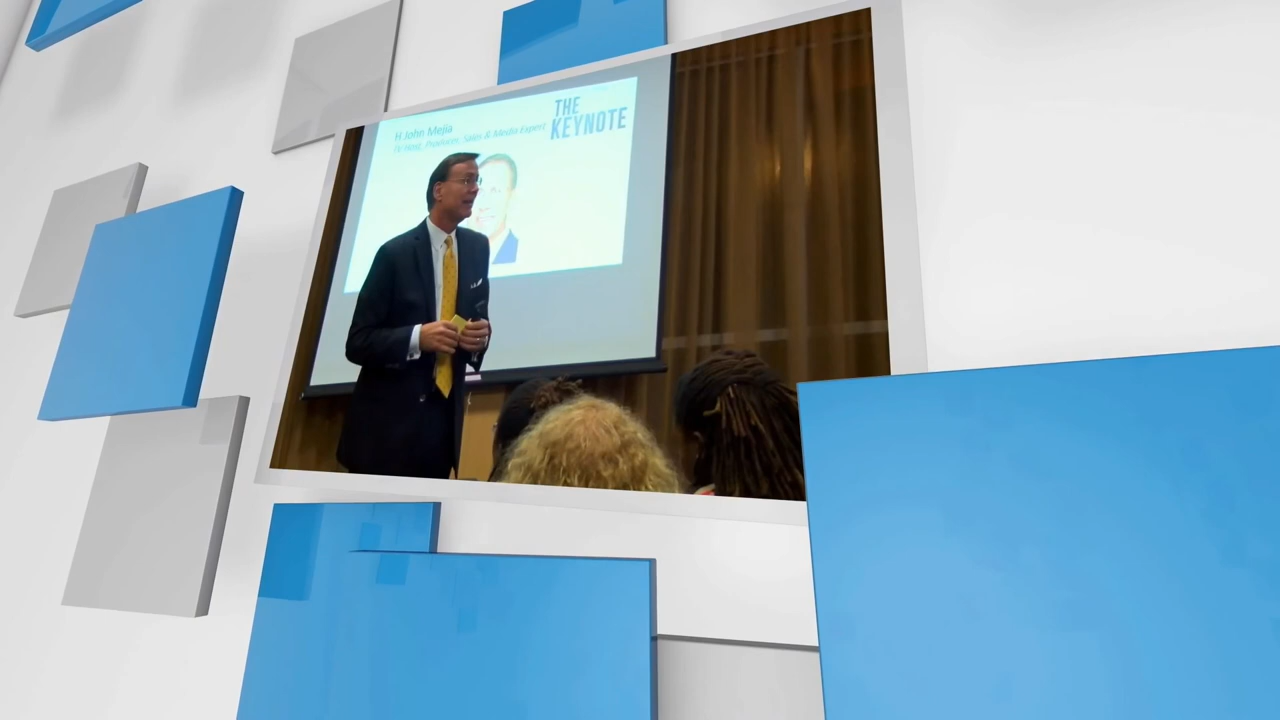 H John Mejia
TV Host, Producer, Sales & Media Expert
THE
KEYNOTE